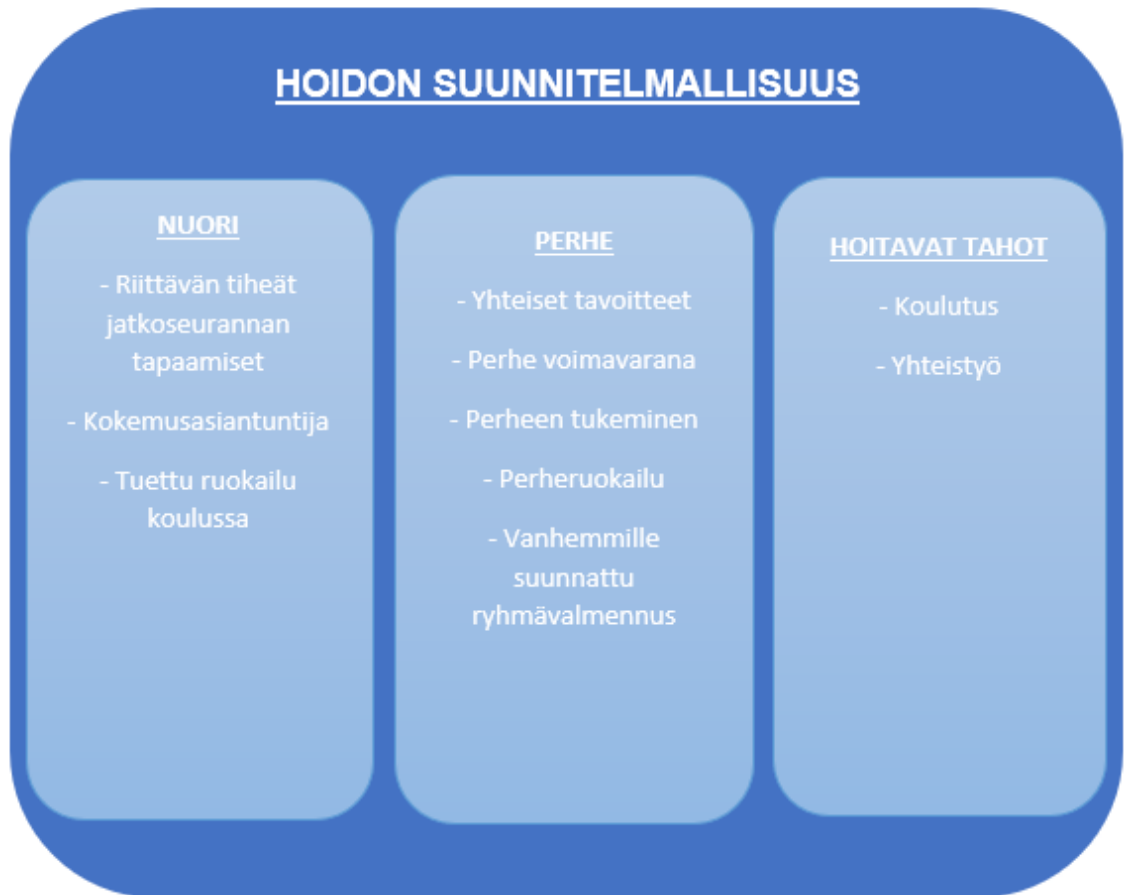 HOIDON SUUNNITELMALLISUUS
NUORI
- Riittävän tiheät
jatkoseurannan
tapaamiset
- Kokemusasiantuntija
- Tuettu ruokailu
koulussa
PERHE
- Yhteiset tavoitteet
- Perhe voimavarana
- Perheen tukeminen
- Perheruokailu
- Vanhemmille
suunnattu
ryhmävalmennus
HOITAVAT TAHOT
- Koulutus
- Yhteistyö